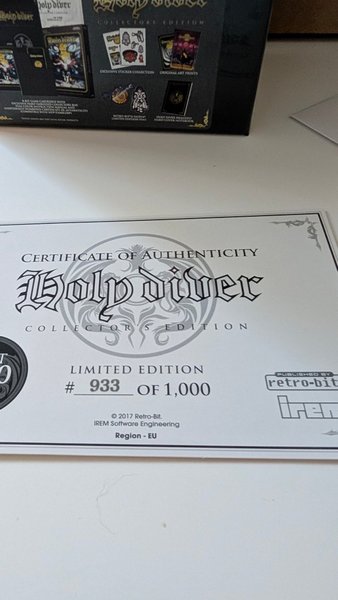 Holy diver
COLLECTORS EDITION
EXCLUSIVE STICKER COLLECTION
ORIGINAL ART PRINTS
CERTIFICATE OF AUTHENTICITY
Holy diver
COLLECTOR'S EDITION
LIMITED EDITION
# 933 OF 1,000
© 2017 Retro-Bit.
IREM Software Engineering
Region - EU
PUBLISHED BY
retro-bit
irem